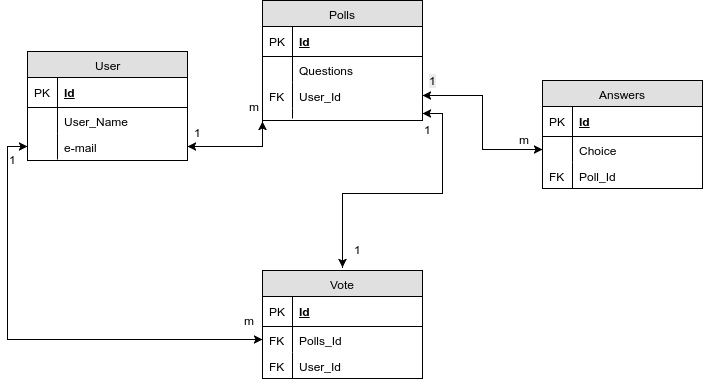 Polls
PK Id
Questions
FK User_Id
User
PK Id
User_Name
e-mail
Answers
PK Id
Choice
FK Poll_Id
1
m
1
m
1
1
1
m
Vote
PK Id
FK Polls_Id
FK User_Id